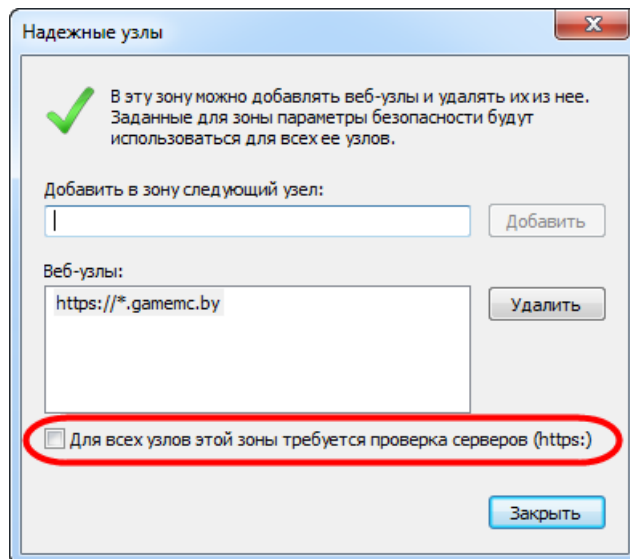 Надежные узлы
В эту зону можно добавлять веб-узлы и удалять их из нее.
Заданные для зоны параметры безопасности будут
использоваться для всех ее узлов.
Добавить в зону следующий узел:
Добавить
Веб-узлы:
https://*.gamemc.by
Удалить
Для всех узлов этой зоны требуется проверка серверов (https:)
Закрыть